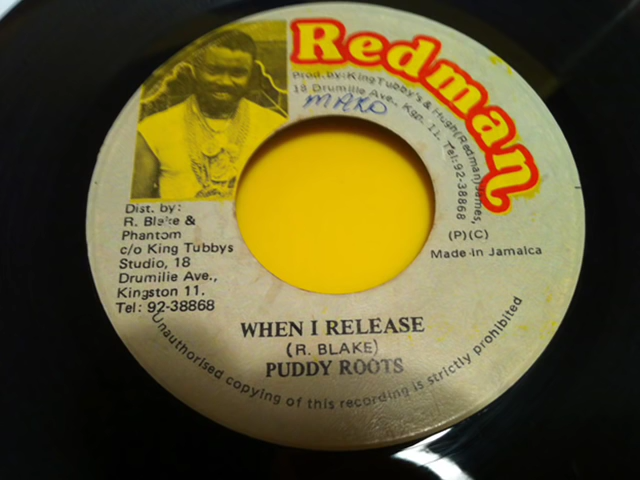 Redman
Prod. by: King Tubby's & Hugh (Redman) James,
18 Drumilie Ave., Kgn. 11. Tel: 92-38868
MAKO
(P)(C)
Made in Jamaica
Dist. by:
R. Blake &
Phantom
c/o King Tubbys
Studio, 18
Drumilie Ave.,
Kingston 11.
Tel: 92-38868
WHEN I RELEASE
(R. BLAKE)
PUDDY ROOTS
Unauthorised copying of this recording is strictly prohibited